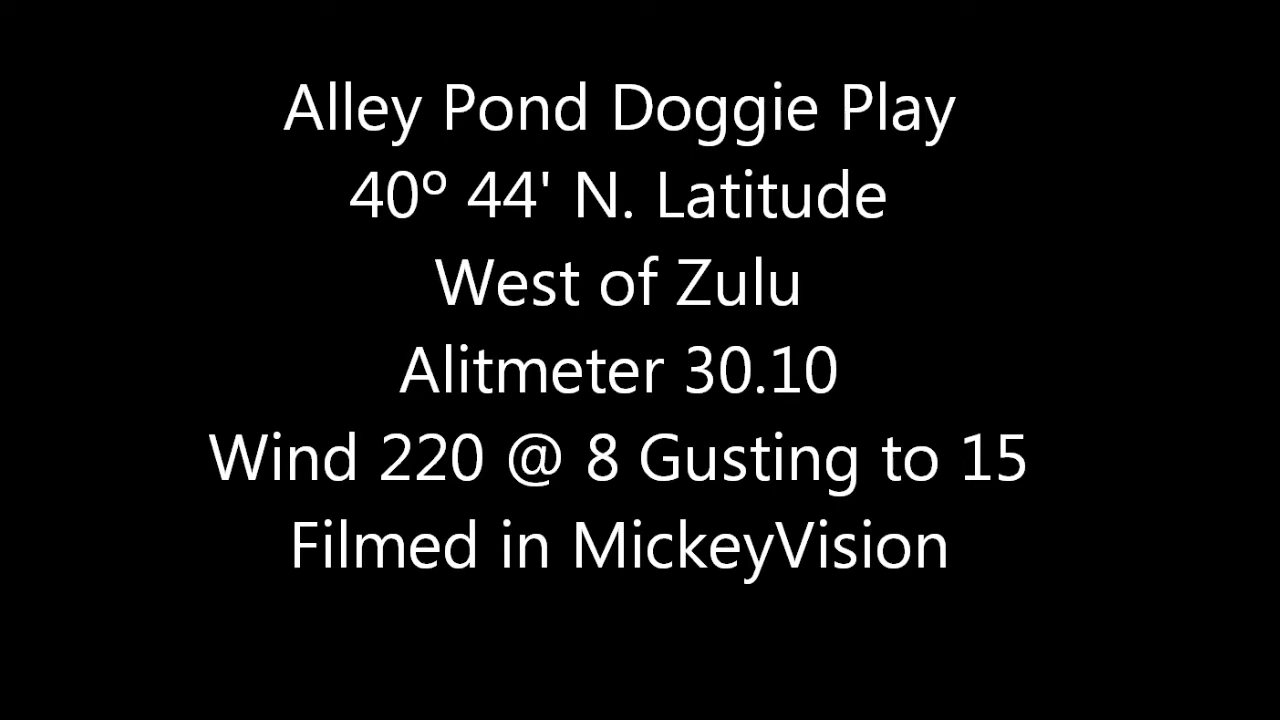 Alley Pond Doggie Play
40º 44' N. Latitude
West of Zulu
Alitmeter 30.10
Wind 220 @ 8 Gusting to 15
Filmed in MickeyVision